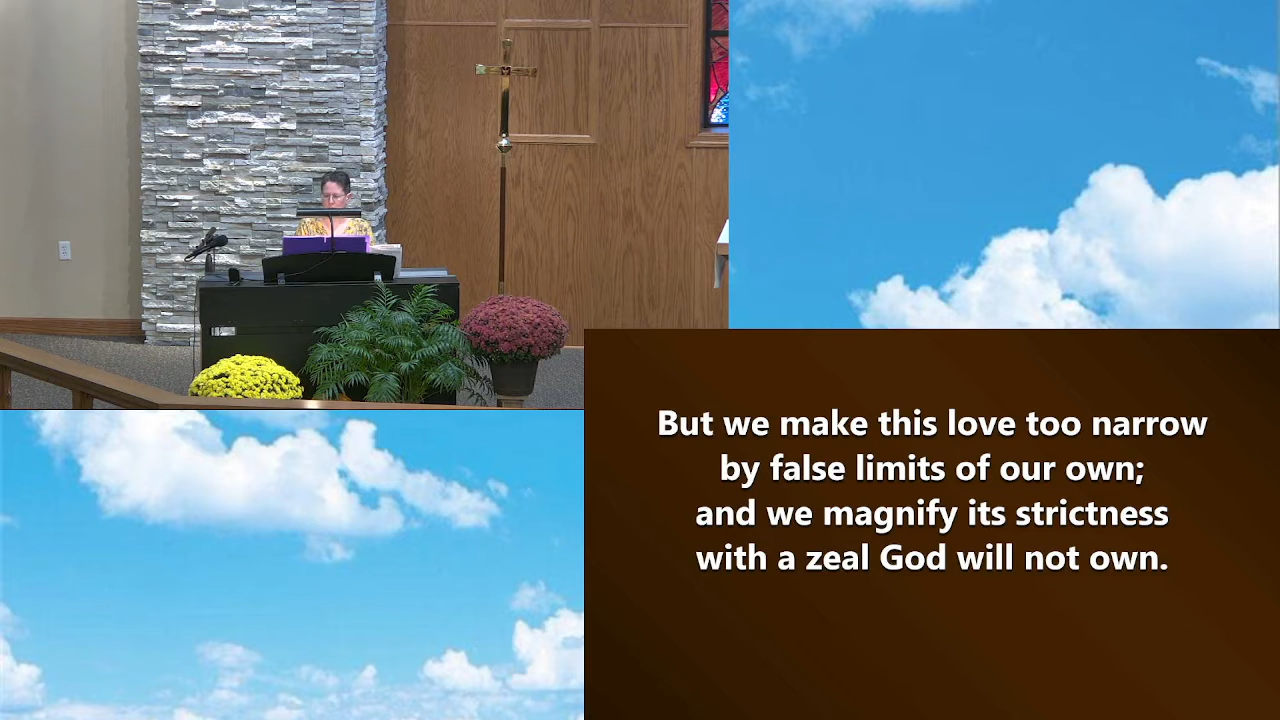 But we make this love too narrow
by false limits of our own;
and we magnify its strictness
with a zeal God will not own.